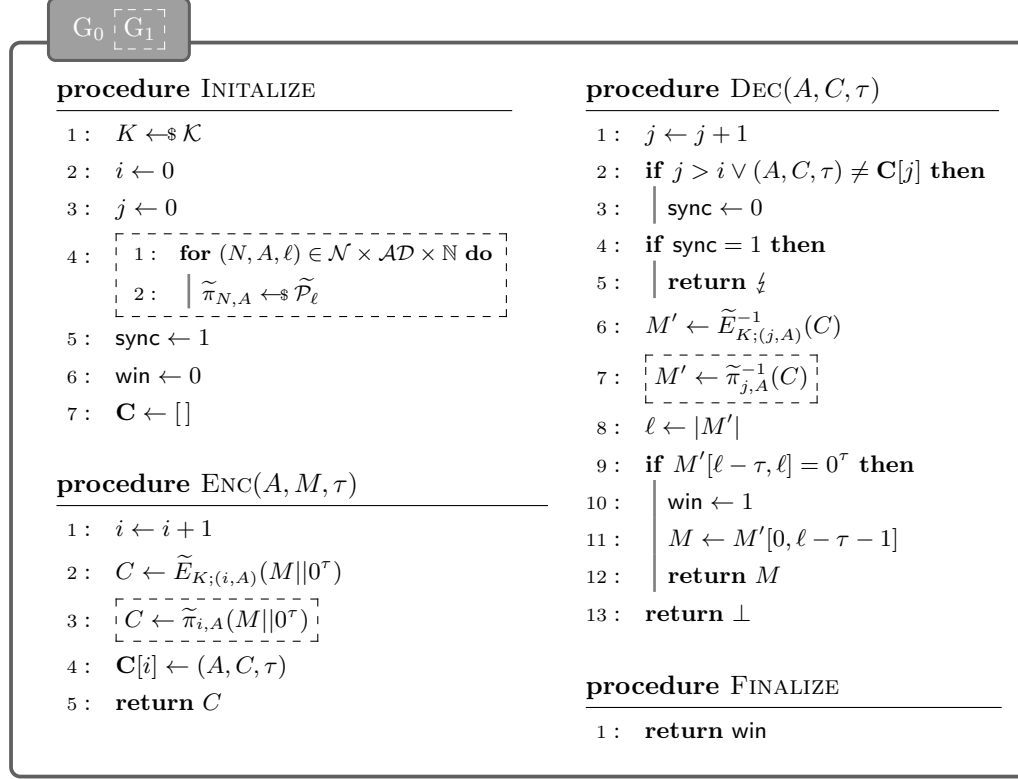 G₀ G₁
procedure INITALIZE
1 : K ←$ 𝒦
2 : i ← 0
3 : j ← 0
4 : 1 : for (N, A, ℓ) ∈ 𝒩 × 𝒜𝒟 × ℕ do
2 : π̃_{N,A} ←$ 𝒫̃_ℓ
5 : sync ← 1
6 : win ← 0
7 : C ← [ ]
procedure ENC(A, M, τ)
1 : i ← i + 1
2 : C ← Ẽ_{K;(i,A)}(M||0^τ)
3 : C ← π̃_{i,A}(M||0^τ)
4 : C[i] ← (A, C, τ)
5 : return C
procedure DEC(A, C, τ)
1 : j ← j + 1
2 : if j > i ∨ (A, C, τ) ≠ C[j] then
3 : sync ← 0
4 : if sync = 1 then
5 : return ↯
6 : M′ ← Ẽ^{−1}_{K;(j,A)}(C)
7 : M′ ← π̃^{−1}_{j,A}(C)
8 : ℓ ← |M′|
9 : if M′[ℓ − τ, ℓ] = 0^τ then
10 : win ← 1
11 : M ← M′[0, ℓ − τ − 1]
12 : return M
13 : return ⊥
procedure FINALIZE
1 : return win